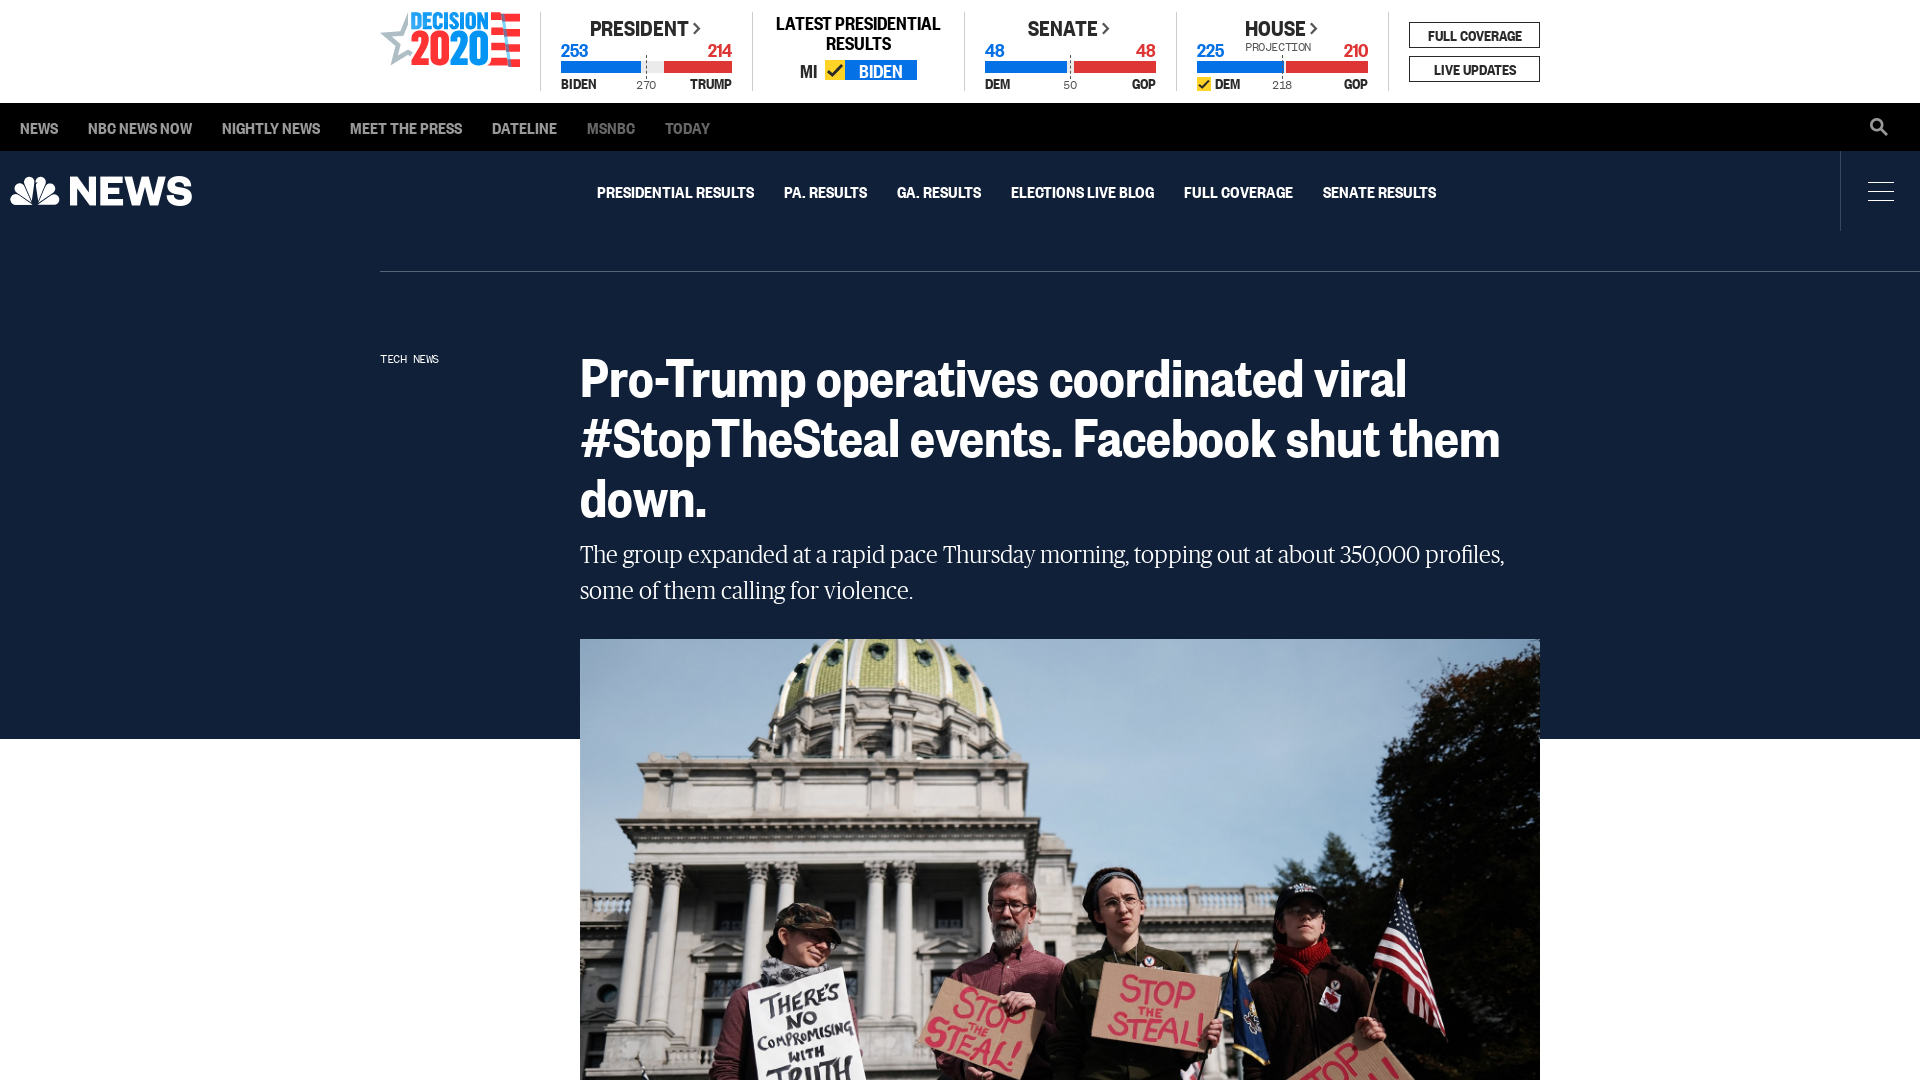 DECISION
2020
PRESIDENT
253 214
BIDEN 270 TRUMP
LATEST PRESIDENTIAL
RESULTS
MI BIDEN
SENATE
48 48
DEM 50 GOP
HOUSE
225 PROJECTION 210
DEM 218 GOP
FULL COVERAGE
LIVE UPDATES
NEWS NBC NEWS NOW NIGHTLY NEWS MEET THE PRESS DATELINE MSNBC TODAY
NEWS PRESIDENTIAL RESULTS PA. RESULTS GA. RESULTS ELECTIONS LIVE BLOG FULL COVERAGE SENATE RESULTS
TECH NEWS
Pro-Trump operatives coordinated viral
#StopTheSteal events. Facebook shut them
down.
The group expanded at a rapid pace Thursday morning, topping out at about 350,000 profiles,
some of them calling for violence.
THERE'S
NO
COMPROMISING
WITH
TRUTH
STOP
THE
STEAL!
STOP
THE
STEAL!
STOP